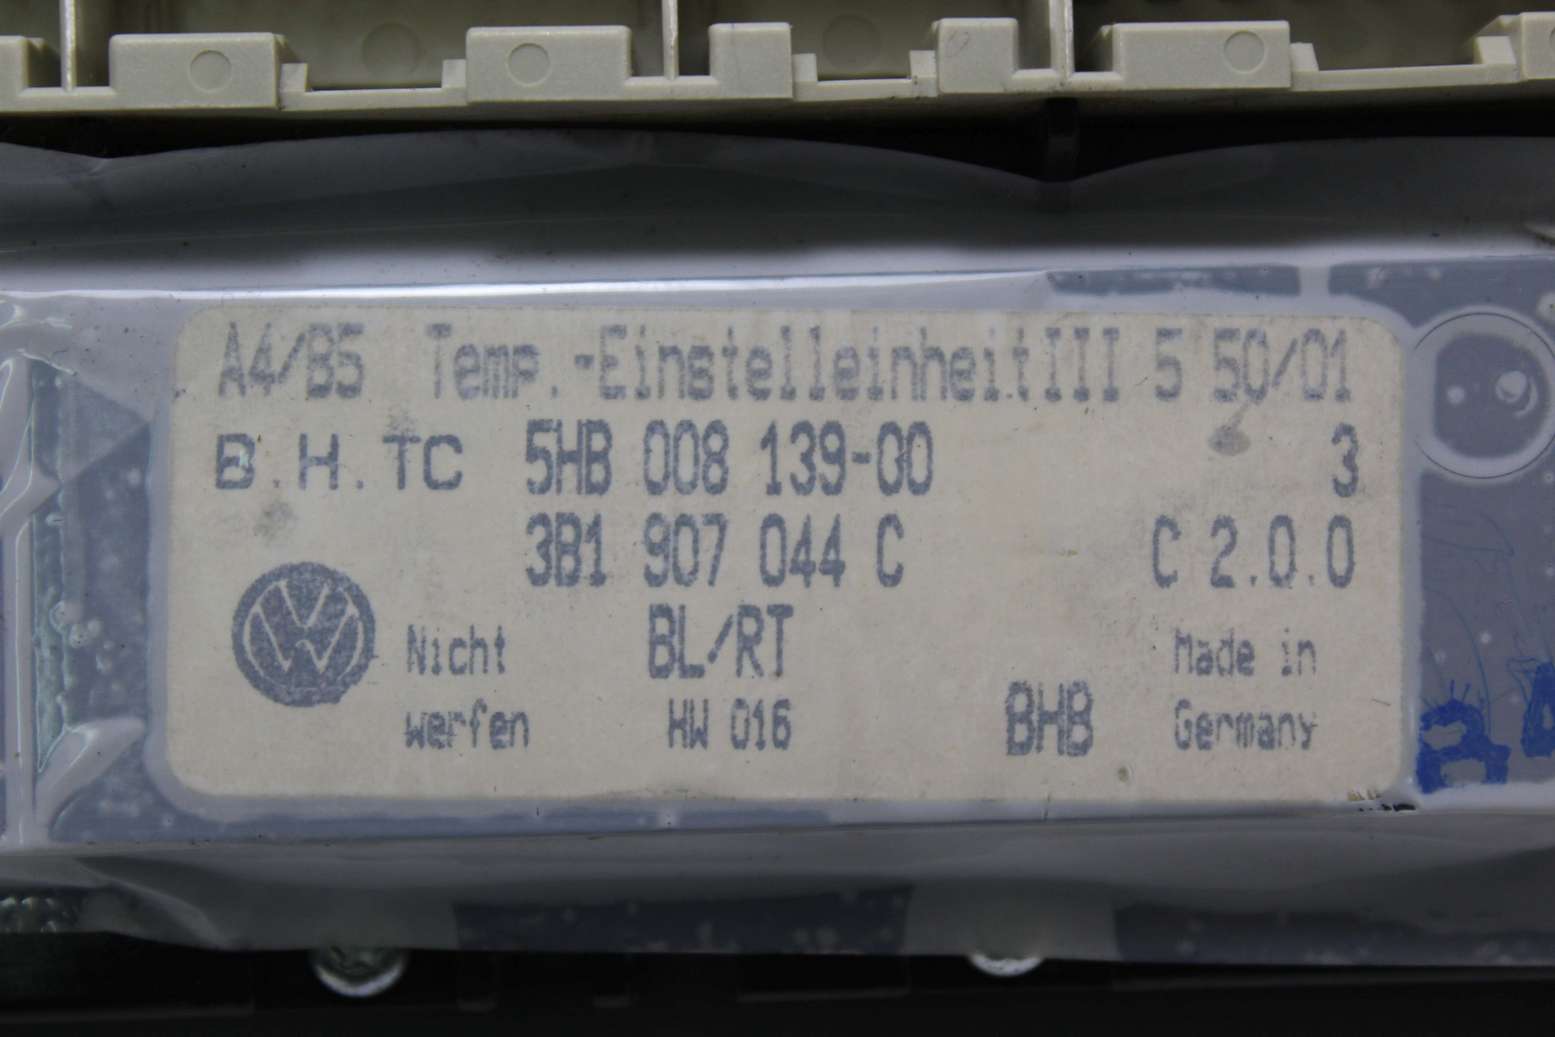 A4/B5 Temp.-EinstelleinheitIII 5 50/01
B.H.TC 5HB 008 139-00 3
3B1 907 044 C C 2.0.0
Nicht BL/RT Made in
werfen HW 016 BHB Germany